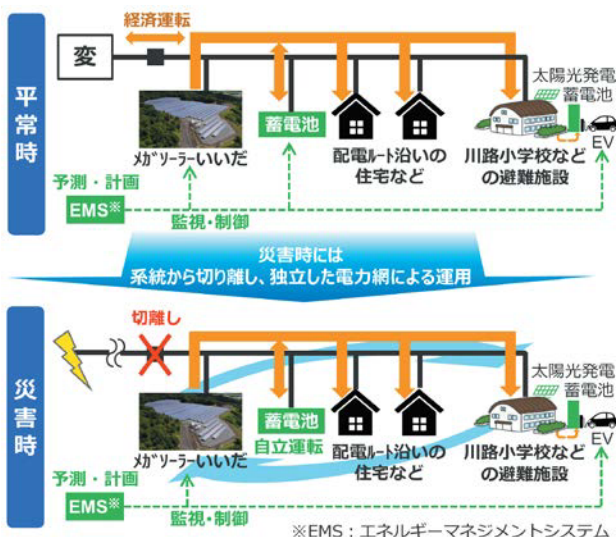 平常時
経済運転
変
メガソーラーいいだ
蓄電池
配電ルート沿いの
住宅など
太陽光発電
蓄電池
EV
川路小学校など
の避難施設
予測・計画
EMS※
監視・制御
災害時には
系統から切り離し、独立した電力網による運用
災害時
切離し
メガソーラーいいだ
蓄電池
自立運転
配電ルート沿いの
住宅など
太陽光発電
蓄電池
EV
川路小学校など
の避難施設
予測・計画
EMS※
監視・制御
※EMS：エネルギーマネジメントシステム